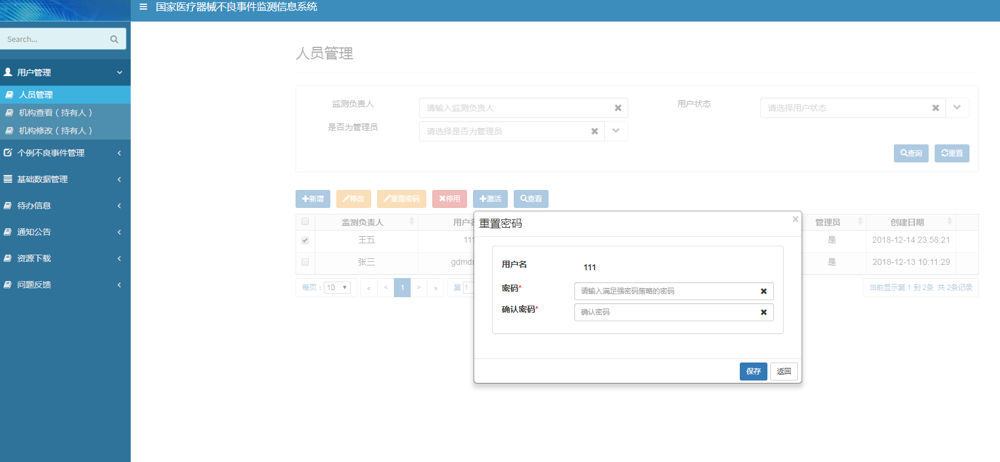 国家医疗器械不良事件监测信息系统
Search...
用户管理
人员管理
机构查看（持有人）
机构修改（持有人）
个例不良事件管理
基础数据管理
待办信息
通知公告
资源下载
问题反馈
人员管理
监测负责人 请输入监测负责人 用户状态 请选择用户状态
是否为管理员 请选择是否为管理员
查询 重置
新增 修改 重置密码 停用 激活 查看
监测负责人 用户 管理员 创建日期
王五 111 是 2018-12-14 23:58:21
张三 gdmd 是 2018-12-13 10:11:29
每页： 10 « < 1 > » 第 1 当前显示第 1 到 2条 共 2条记录
重置密码 ×
用户名 111
密码* 请输入满足强密码策略的密码
确认密码* 确认密码
保存 返回